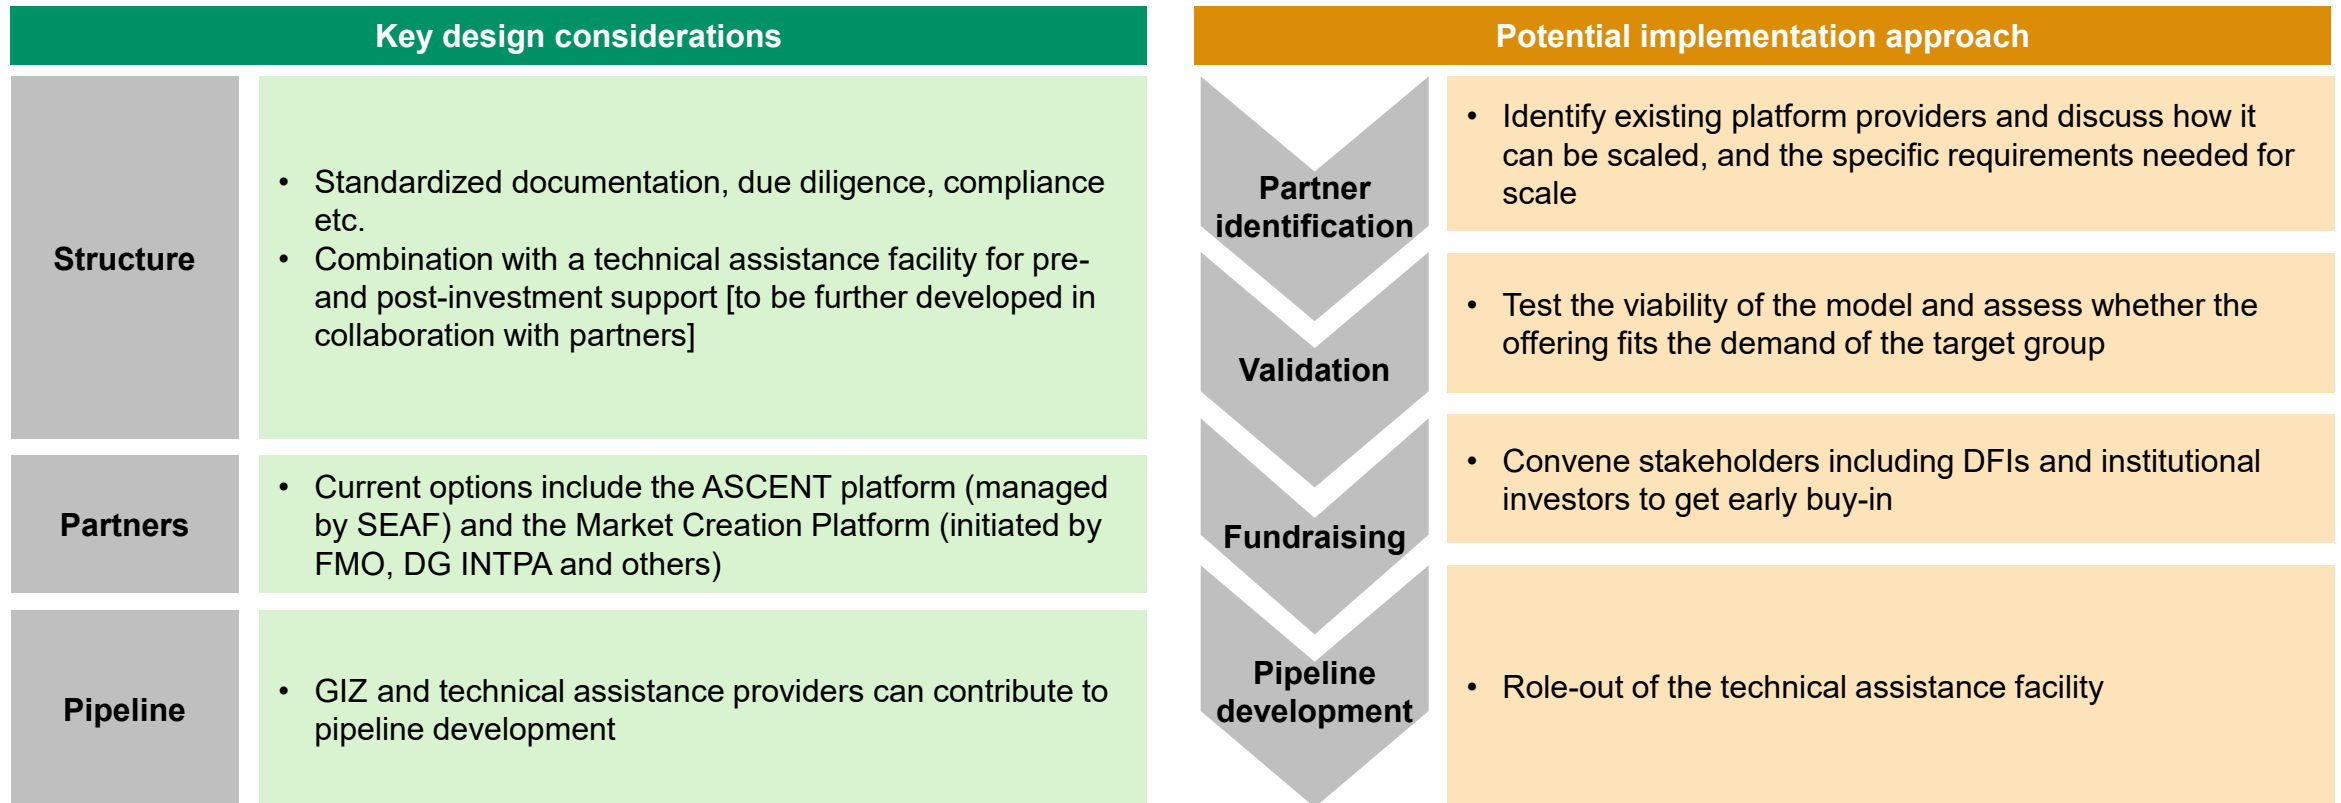 Key design considerations
Structure
• Standardized documentation, due diligence, compliance
etc.
• Combination with a technical assistance facility for pre-
and post-investment support [to be further developed in
collaboration with partners]
Partners
• Current options include the ASCENT platform (managed
by SEAF) and the Market Creation Platform (initiated by
FMO, DG INTPA and others)
Pipeline
• GIZ and technical assistance providers can contribute to
pipeline development
Potential implementation approach
Partner
identification
• Identify existing platform providers and discuss how it
can be scaled, and the specific requirements needed for
scale
Validation
• Test the viability of the model and assess whether the
offering fits the demand of the target group
Fundraising
• Convene stakeholders including DFIs and institutional
investors to get early buy-in
Pipeline
development
• Role-out of the technical assistance facility